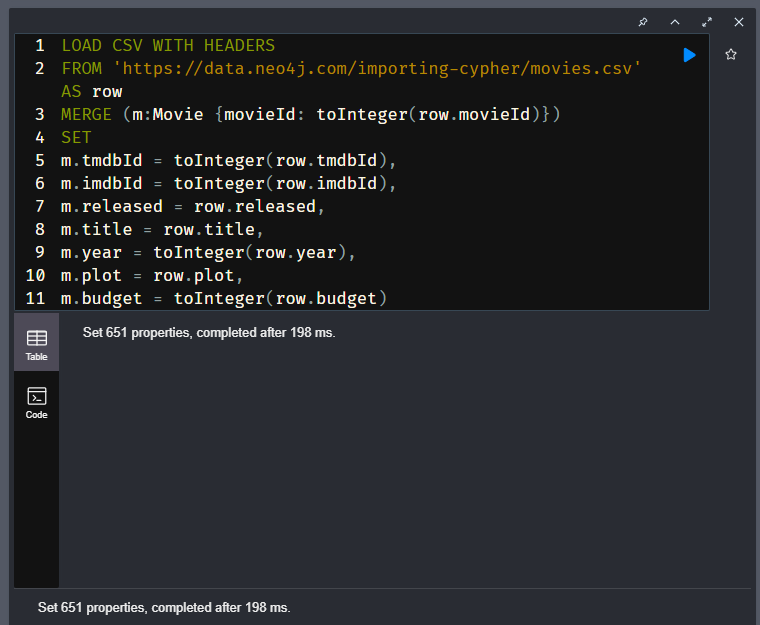 1 LOAD CSV WITH HEADERS
2 FROM 'https://data.neo4j.com/importing-cypher/movies.csv'
AS row
3 MERGE (m:Movie {movieId: toInteger(row.movieId)})
4 SET
5 m.tmdbId = toInteger(row.tmdbId),
6 m.imdbId = toInteger(row.imdbId),
7 m.released = row.released,
8 m.title = row.title,
9 m.year = toInteger(row.year),
10 m.plot = row.plot,
11 m.budget = toInteger(row.budget)
Set 651 properties, completed after 198 ms.
Table
Code
Set 651 properties, completed after 198 ms.